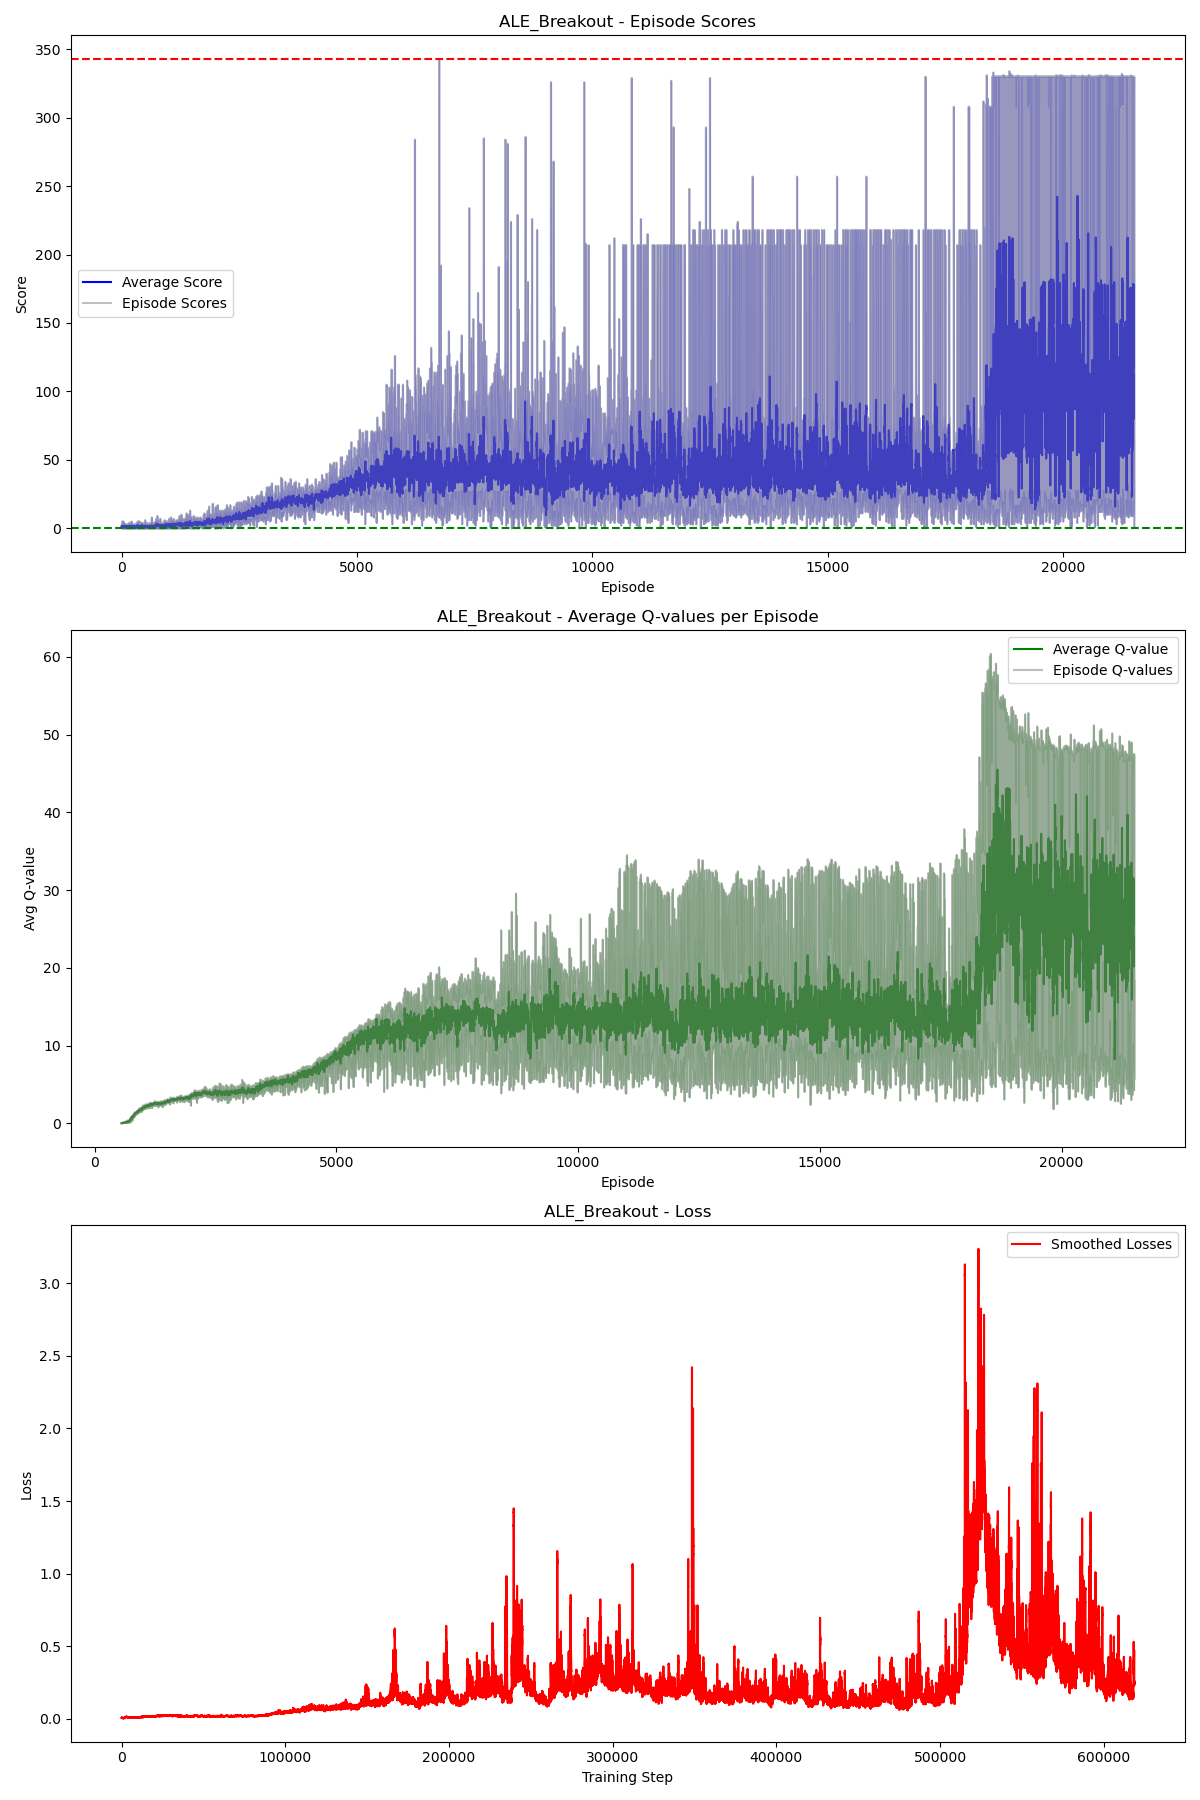 ALE_Breakout - Episode Scores
350
300
250
200
150
100
50
0
Score
Average Score
Episode Scores
0 5000 10000 15000 20000
Episode
ALE_Breakout - Average Q-values per Episode
60
50
40
30
20
10
0
Avg Q-value
Average Q-value
Episode Q-values
0 5000 10000 15000 20000
Episode
ALE_Breakout - Loss
3.0
2.5
2.0
1.5
1.0
0.5
0.0
Loss
Smoothed Losses
0 100000 200000 300000 400000 500000 600000
Training Step